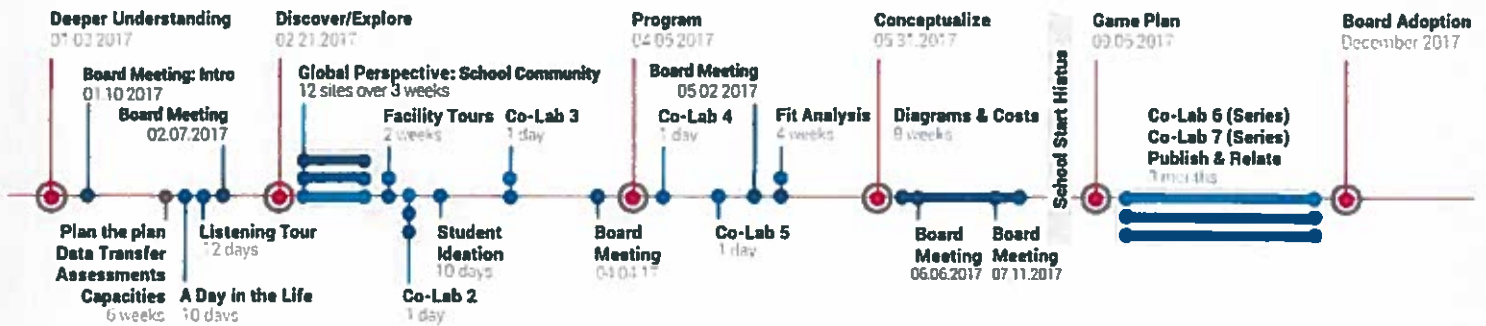 Deeper Understanding
01.03.2017
Board Meeting: Intro
01.10 2017
Board Meeting
02.07.2017
Plan the plan
Data Transfer
Assessments
Capacities
6 weeks
A Day in the Life
10 days
Listening Tour
12 days
Discover/Explore
02.21.2017
Global Perspective: School Community
12 sites over 3 weeks
Facility Tours
2 weeks
Co-Lab 2
1 day
Student
Ideation
10 days
Co-Lab 3
1 day
Board
Meeting
04.04.17
Program
04.05.2017
Board Meeting
05.02 2017
Co-Lab 4
1 day
Co-Lab 5
1 day
Fit Analysis
4 weeks
Conceptualize
05.31.2017
Diagrams & Costs
Board
Meeting
06.06.2017
Board
Meeting
07.11.2017
School Start Hiatus
Game Plan
Co-Lab 6 (Series)
Co-Lab 7 (Series)
Publish & Relate
3 months
Board Adoption
December 2017